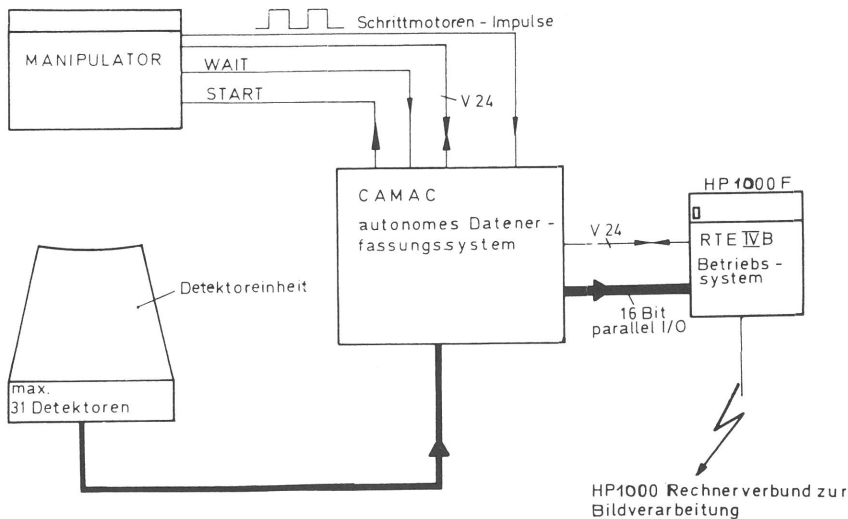 Schrittmotoren - Impulse
MANIPULATOR
WAIT
START
V 24
HP 1000 F
CAMAC
autonomes Datener-
fassungssystem
V 24
RTE IV B
Betriebs-
system
16 Bit
parallel I/O
Detektoreinheit
max.
31 Detektoren
HP1000 Rechnerverbund zur
Bildverarbeitung